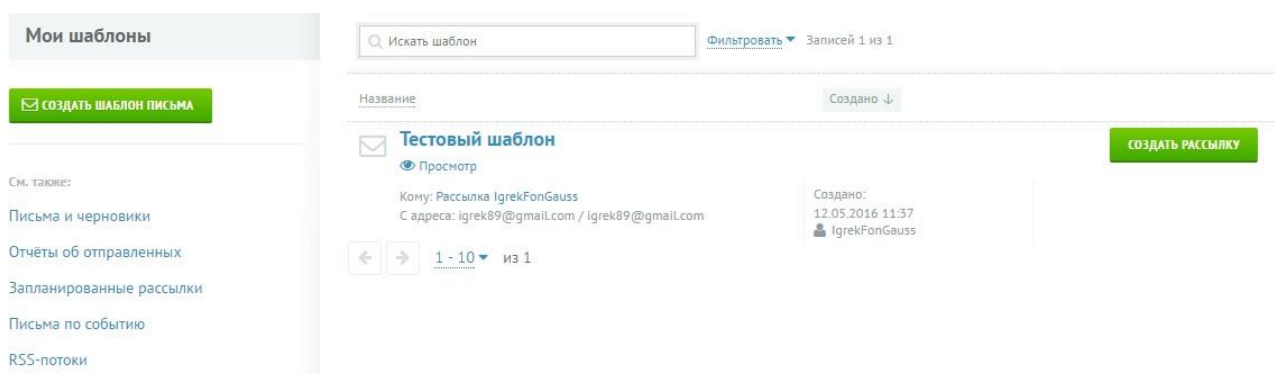 Мои шаблоны
СОЗДАТЬ ШАБЛОН ПИСЬМА
См. также:
Письма и черновики
Отчёты об отправленных
Запланированные рассылки
Письма по событию
RSS-потоки
Искать шаблон
Фильтровать Записей 1 из 1
Название Создано ↓
Тестовый шаблон
Просмотр
СОЗДАТЬ РАССЫЛКУ
Кому: Рассылка IgrekFonGauss
С адреса: igrek89@gmail.com / igrek89@gmail.com
Создано:
12.05.2016 11:37
IgrekFonGauss
1 - 10 из 1